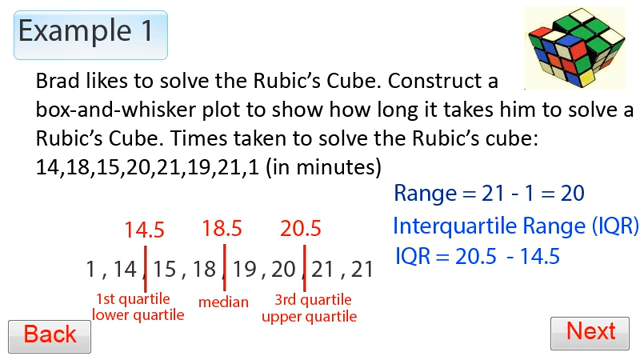 Example 1
Brad likes to solve the Rubic's Cube. Construct a
box-and-whisker plot to show how long it takes him to solve a
Rubic's Cube. Times taken to solve the Rubic's cube:
14,18,15,20,21,19,21,1 (in minutes)
Range = 21 - 1 = 20
Interquartile Range (IQR)
IQR = 20.5 - 14.5
14.5 18.5 20.5
1 , 14 , 15 , 18 , 19 , 20 , 21 , 21
1st quartile
lower quartile
median
3rd quartile
upper quartile
Back
Next